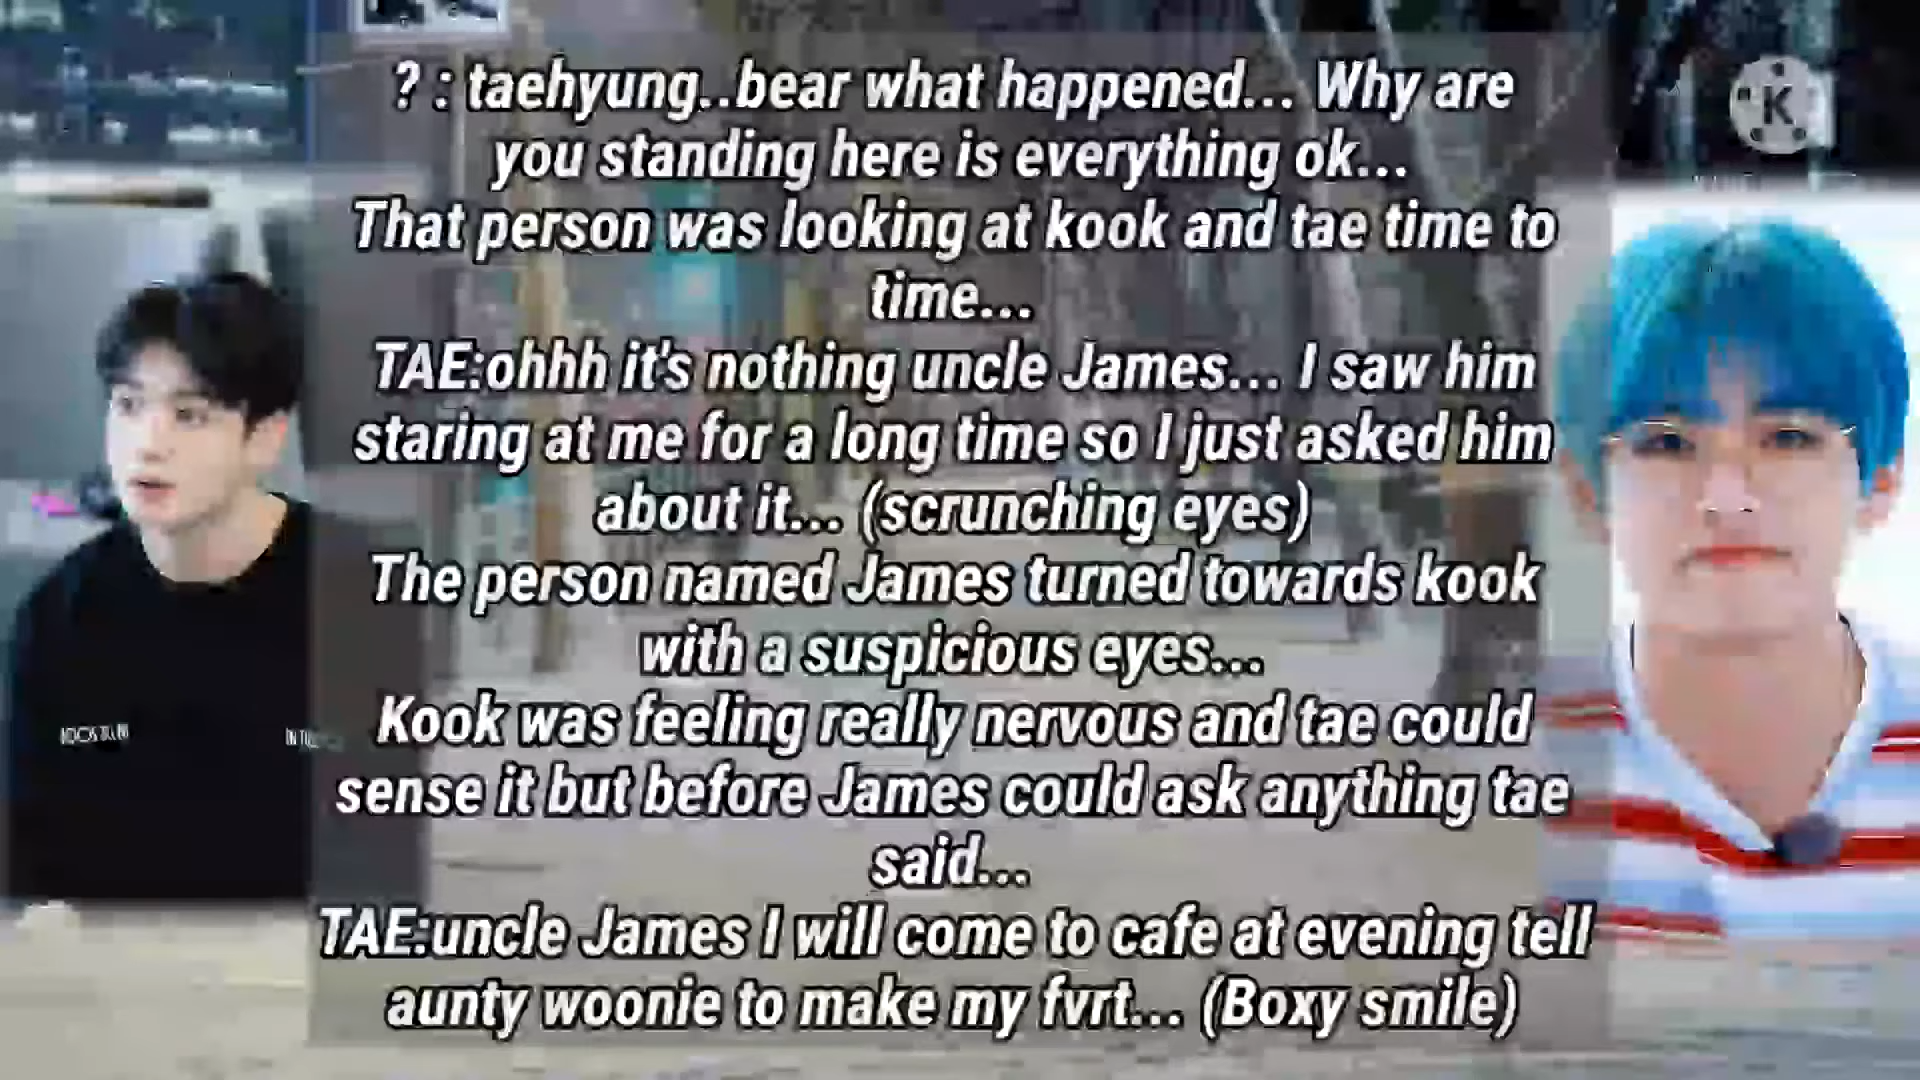 ? : taehyung..bear what happened... Why are
you standing here is everything ok...
That person was looking at kook and tae time to
time...
TAE:ohhh it's nothing uncle James... I saw him
staring at me for a long time so I just asked him
about it... (scrunching eyes)
The person named James turned towards kook
with a suspicious eyes...
Kook was feeling really nervous and tae could
sense it but before James could ask anything tae
said...
TAE:uncle James I will come to cafe at evening tell
aunty woonie to make my fvrt... (Boxy smile)
K